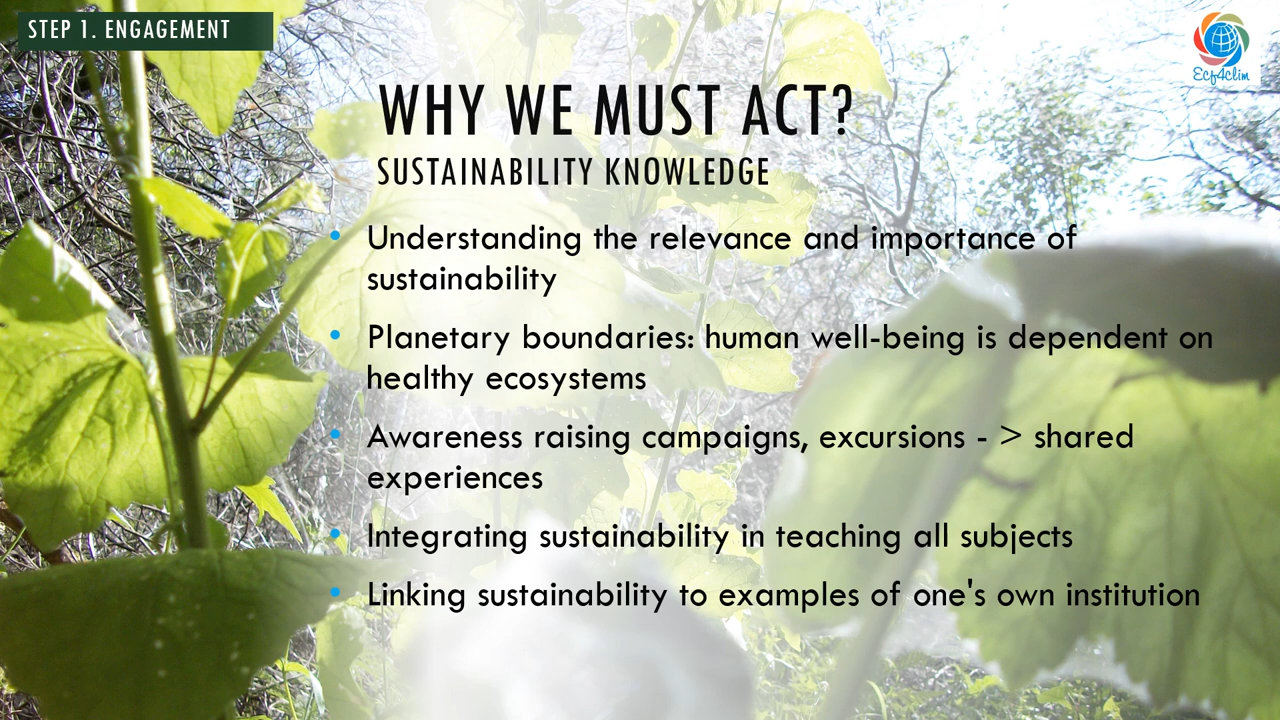 STEP 1. ENGAGEMENT
Ecf4clim
WHY WE MUST ACT?
SUSTAINABILITY KNOWLEDGE
• Understanding the relevance and importance of
sustainability
• Planetary boundaries: human well-being is dependent on
healthy ecosystems
• Awareness raising campaigns, excursions - > shared
experiences
• Integrating sustainability in teaching all subjects
• Linking sustainability to examples of one's own institution